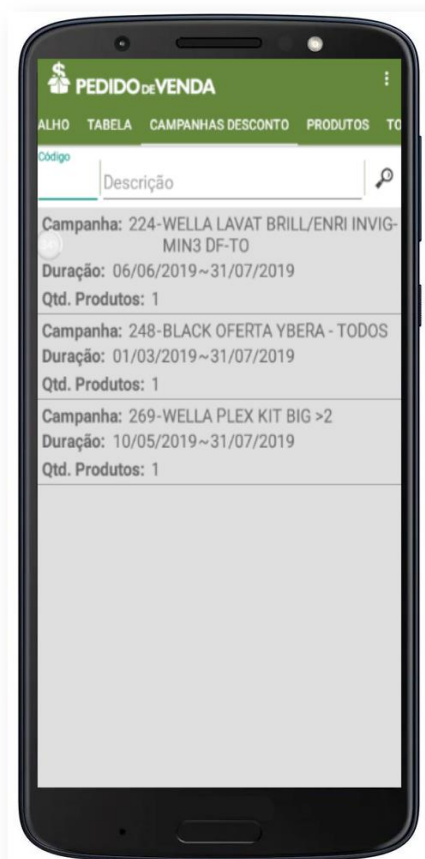 PEDIDO DE VENDA
ALHO TABELA CAMPANHAS DESCONTO PRODUTOS TO
Código
Descrição
Campanha: 224-WELLA LAVAT BRILL/ENRI INVIG-
MIN3 DF-TO
Duração: 06/06/2019~31/07/2019
Qtd. Produtos: 1
Campanha: 248-BLACK OFERTA YBERA - TODOS
Duração: 01/03/2019~31/07/2019
Qtd. Produtos: 1
Campanha: 269-WELLA PLEX KIT BIG >2
Duração: 10/05/2019~31/07/2019
Qtd. Produtos: 1